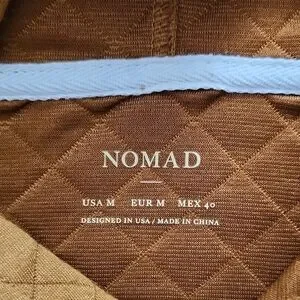 NOMAD
USA M EUR M MEX 40
DESIGNED IN USA / MADE IN CHINA